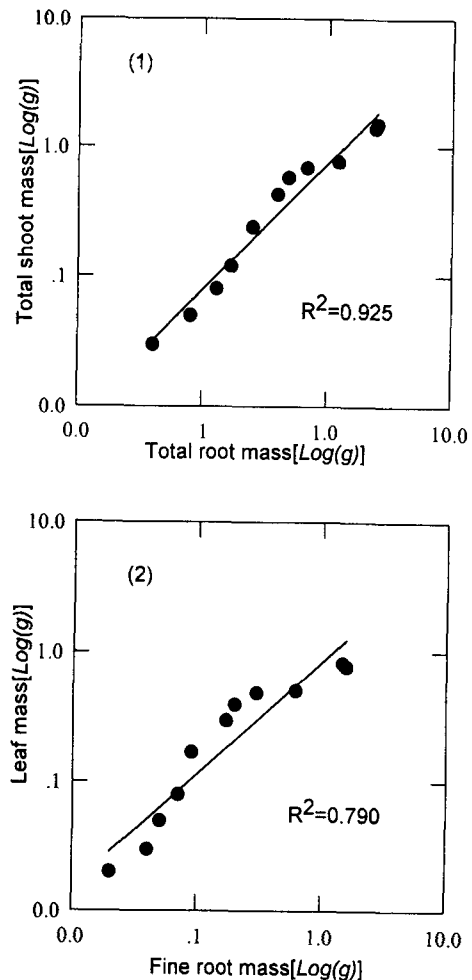 10.0
(1)
1.0
.1
0.0
Total shoot mass[Log(g)]
R²=0.925
0.0 1 1.0 10.0
Total root mass[Log(g)]
10.0
(2)
1.0
.1
0.0
Leaf mass[Log(g)]
R²=0.790
0.0 0.1 1.0 10.0
Fine root mass[Log(g)]